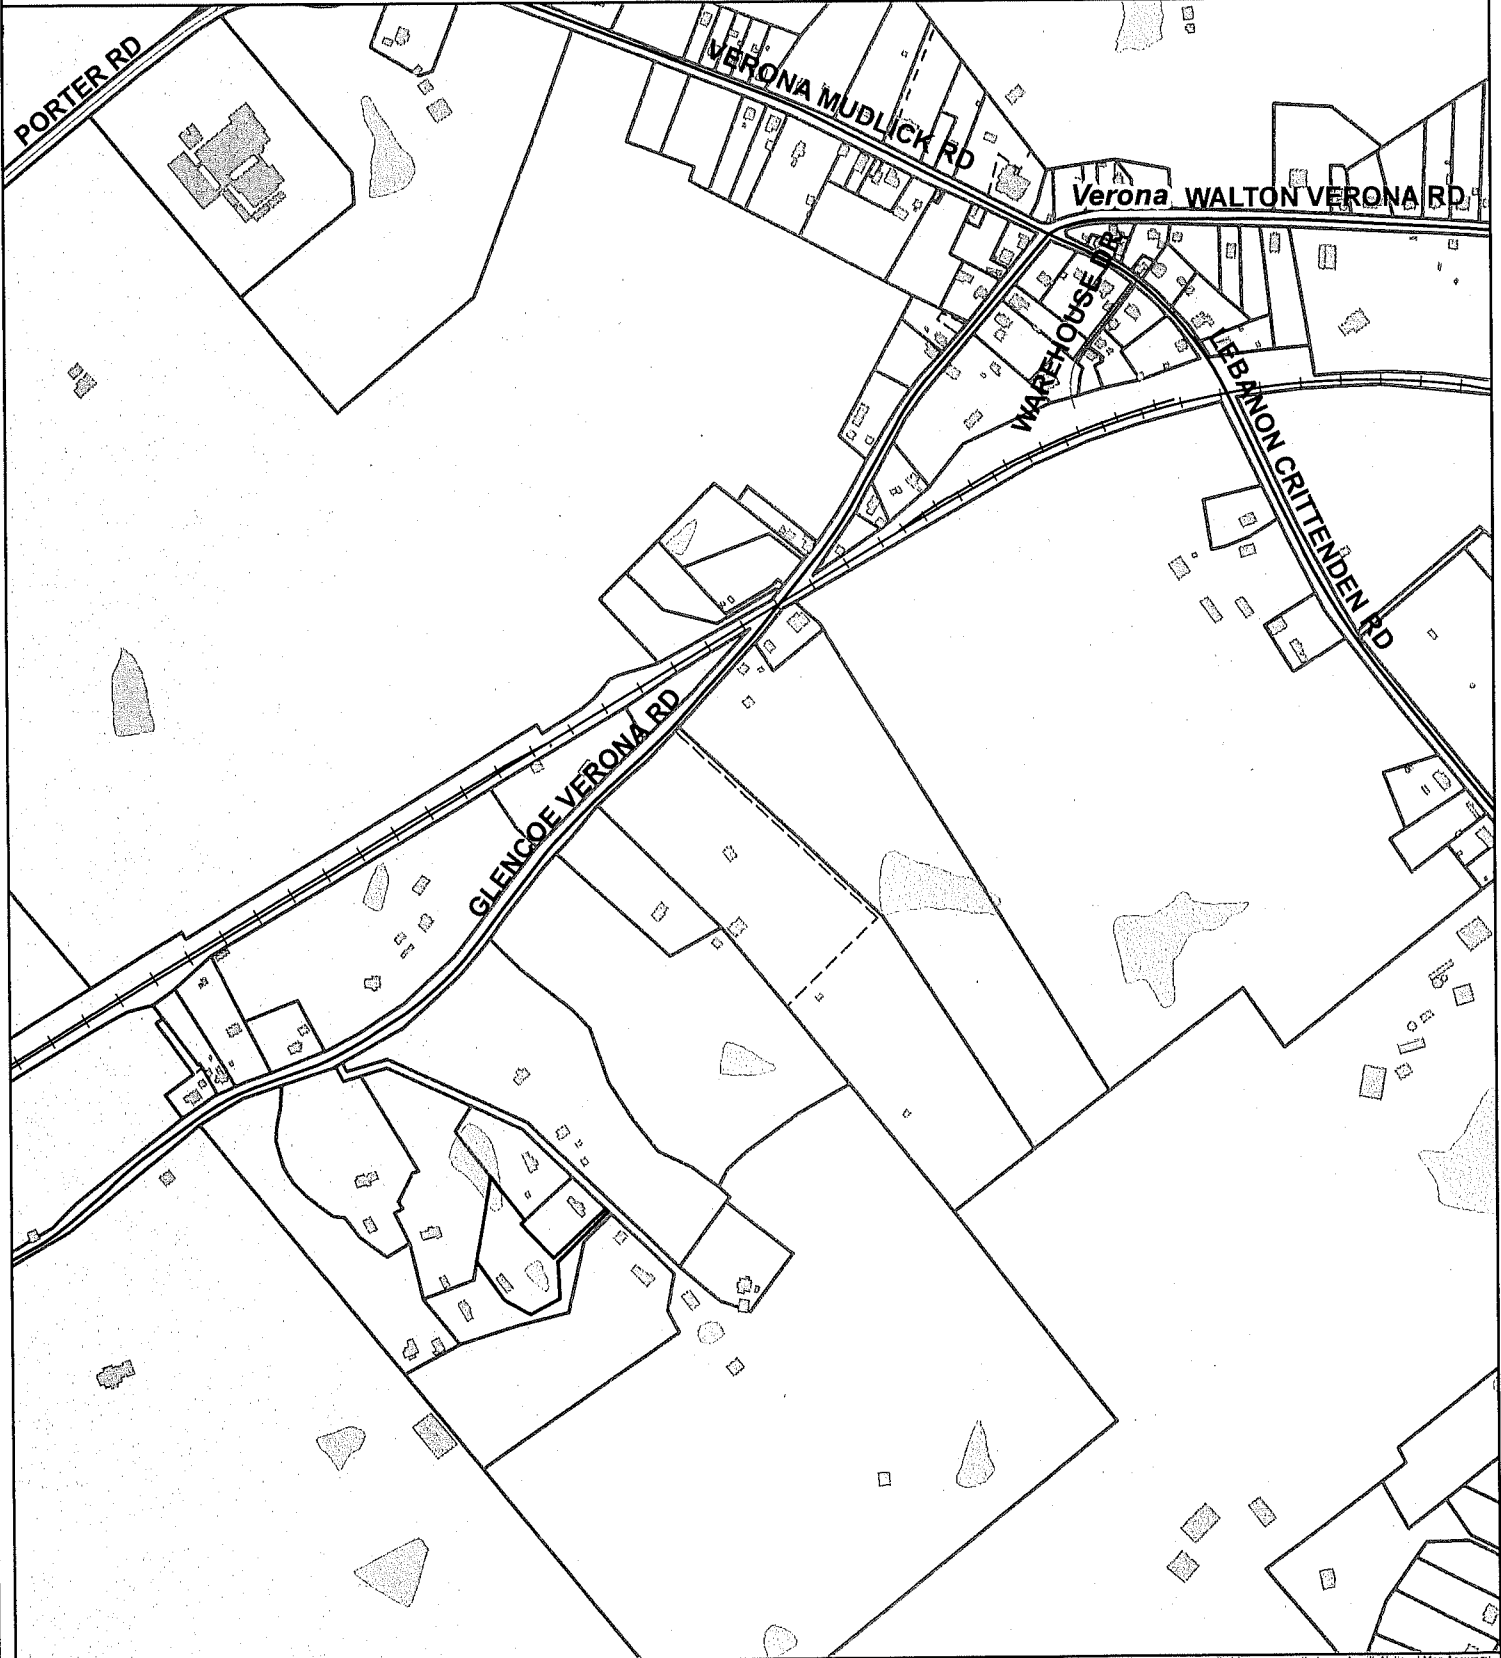 PORTER RD
VERONA MUDLICK RD
Verona
WALTON VERONA RD
WAREHOUSE DR
LEBANON CRITTENDEN RD
GLENCOE VERONA RD